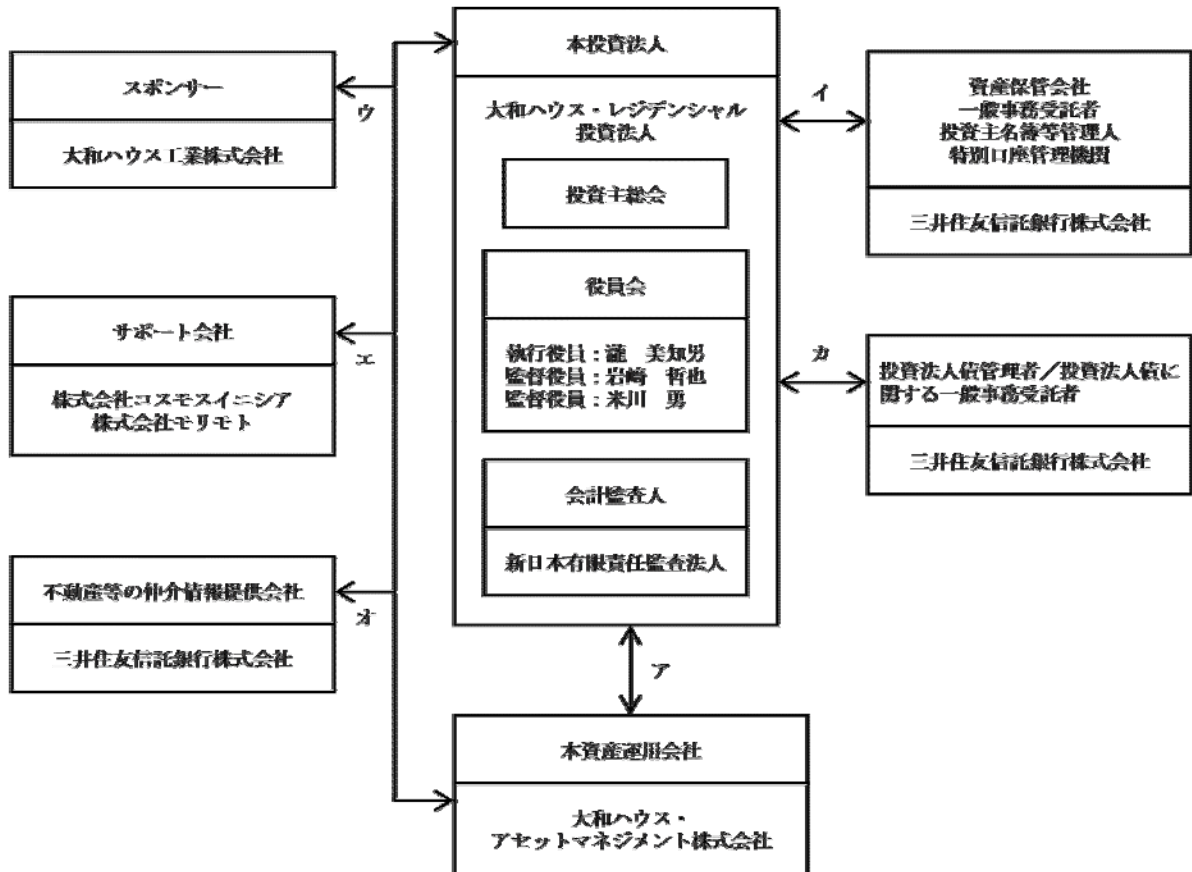 本投資法人
大和ハウス・レジデンシャル
投資法人
投資主総会
役員会
執行役員：瀧　美知男
監督役員：岩﨑　哲也
監督役員：米川　勇
会計監査人
新日本有限責任監査法人
スポンサー
大和ハウス工業株式会社
ウ
サポート会社
株式会社コスモスイニシア
株式会社モリモト
エ
不動産等の仲介情報提供会社
三井住友信託銀行株式会社
オ
資産保管会社
一般事務受託者
投資主名簿等管理人
特別口座管理機関
三井住友信託銀行株式会社
イ
投資法人債管理者／投資法人債に
関する一般事務受託者
三井住友信託銀行株式会社
カ
ア
本資産運用会社
大和ハウス・
アセットマネジメント株式会社